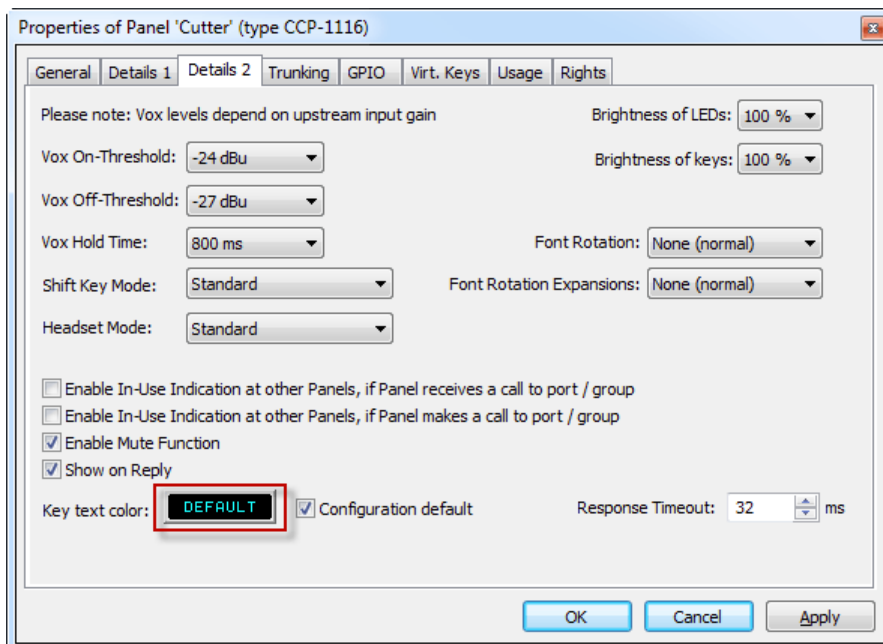 Properties of Panel 'Cutter' (type CCP-1116)
General Details 1 Details 2 Trunking GPIO Virt. Keys Usage Rights
Please note: Vox levels depend on upstream input gain Brightness of LEDs: 100 %
Vox On-Threshold: -24 dBu Brightness of keys: 100 %
Vox Off-Threshold: -27 dBu
Vox Hold Time: 800 ms Font Rotation: None (normal)
Shift Key Mode: Standard Font Rotation Expansions: None (normal)
Headset Mode: Standard
Enable In-Use Indication at other Panels, if Panel receives a call to port / group
Enable In-Use Indication at other Panels, if Panel makes a call to port / group
Enable Mute Function
Show on Reply
Key text color: DEFAULT Configuration default Response Timeout: 32 ms
OK Cancel Apply